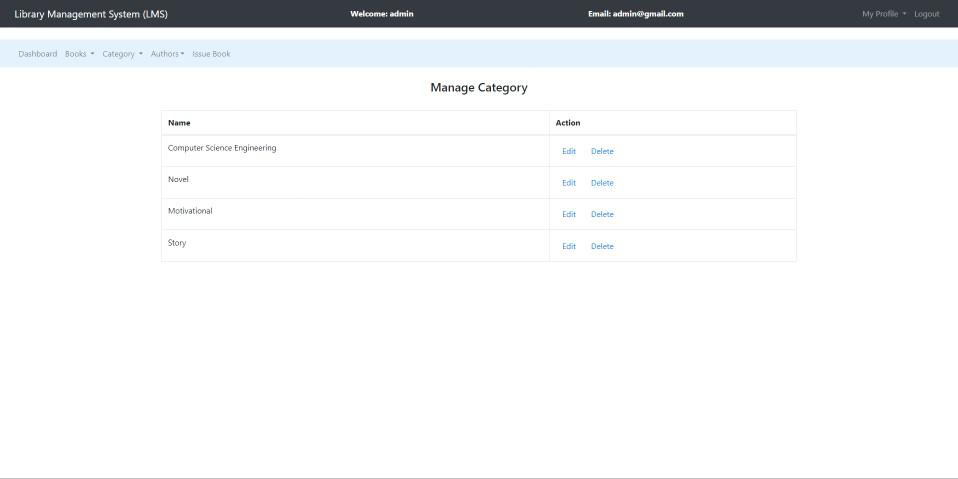 Library Management System (LMS) Welcome: admin Email: admin@gmail.com My Profile Logout
Dashboard Books Category Authors Issue Book
Manage Category
Name Action
Computer Science Engineering Edit Delete
Novel Edit Delete
Motivational Edit Delete
Story Edit Delete